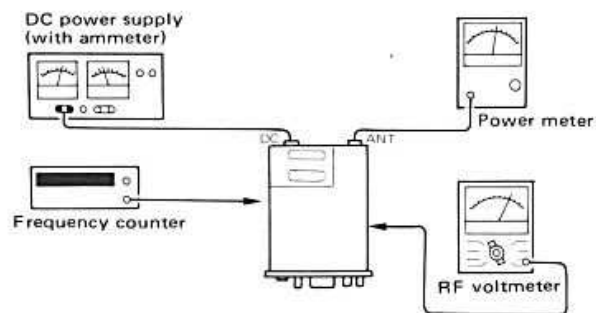 DC power supply
(with ammeter)
DC
ANT
Power meter
Frequency counter
RF voltmeter